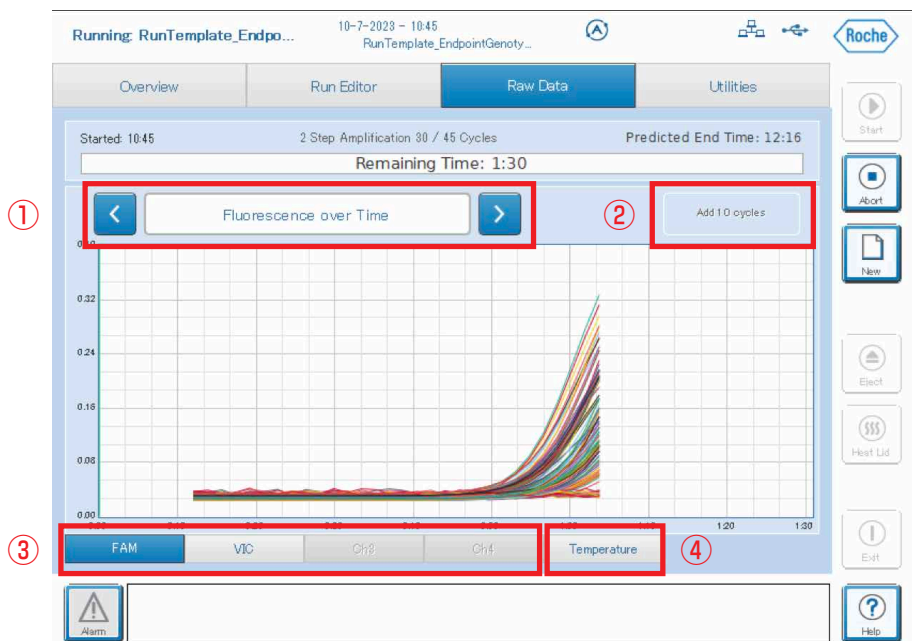 Running: RunTemplate_Endpo...
10-7-2023 - 10:45
RunTemplate_EndpointGenoty...
Roche
Overview
Run Editor
Raw Data
Utilities
Started: 10:45
2 Step Amplification 30 / 45 Cycles
Predicted End Time: 12:16
Remaining Time: 1:30
①
Fluorescence over Time
②
Add 10 cycles
Start
Abort
New
Eject
Heat Lid
Exit
Help
0.32
0.24
0.16
0.08
0.00
1:20
1:30
③
FAM
VIC
Ch3
Ch4
Temperature
④
Alarm